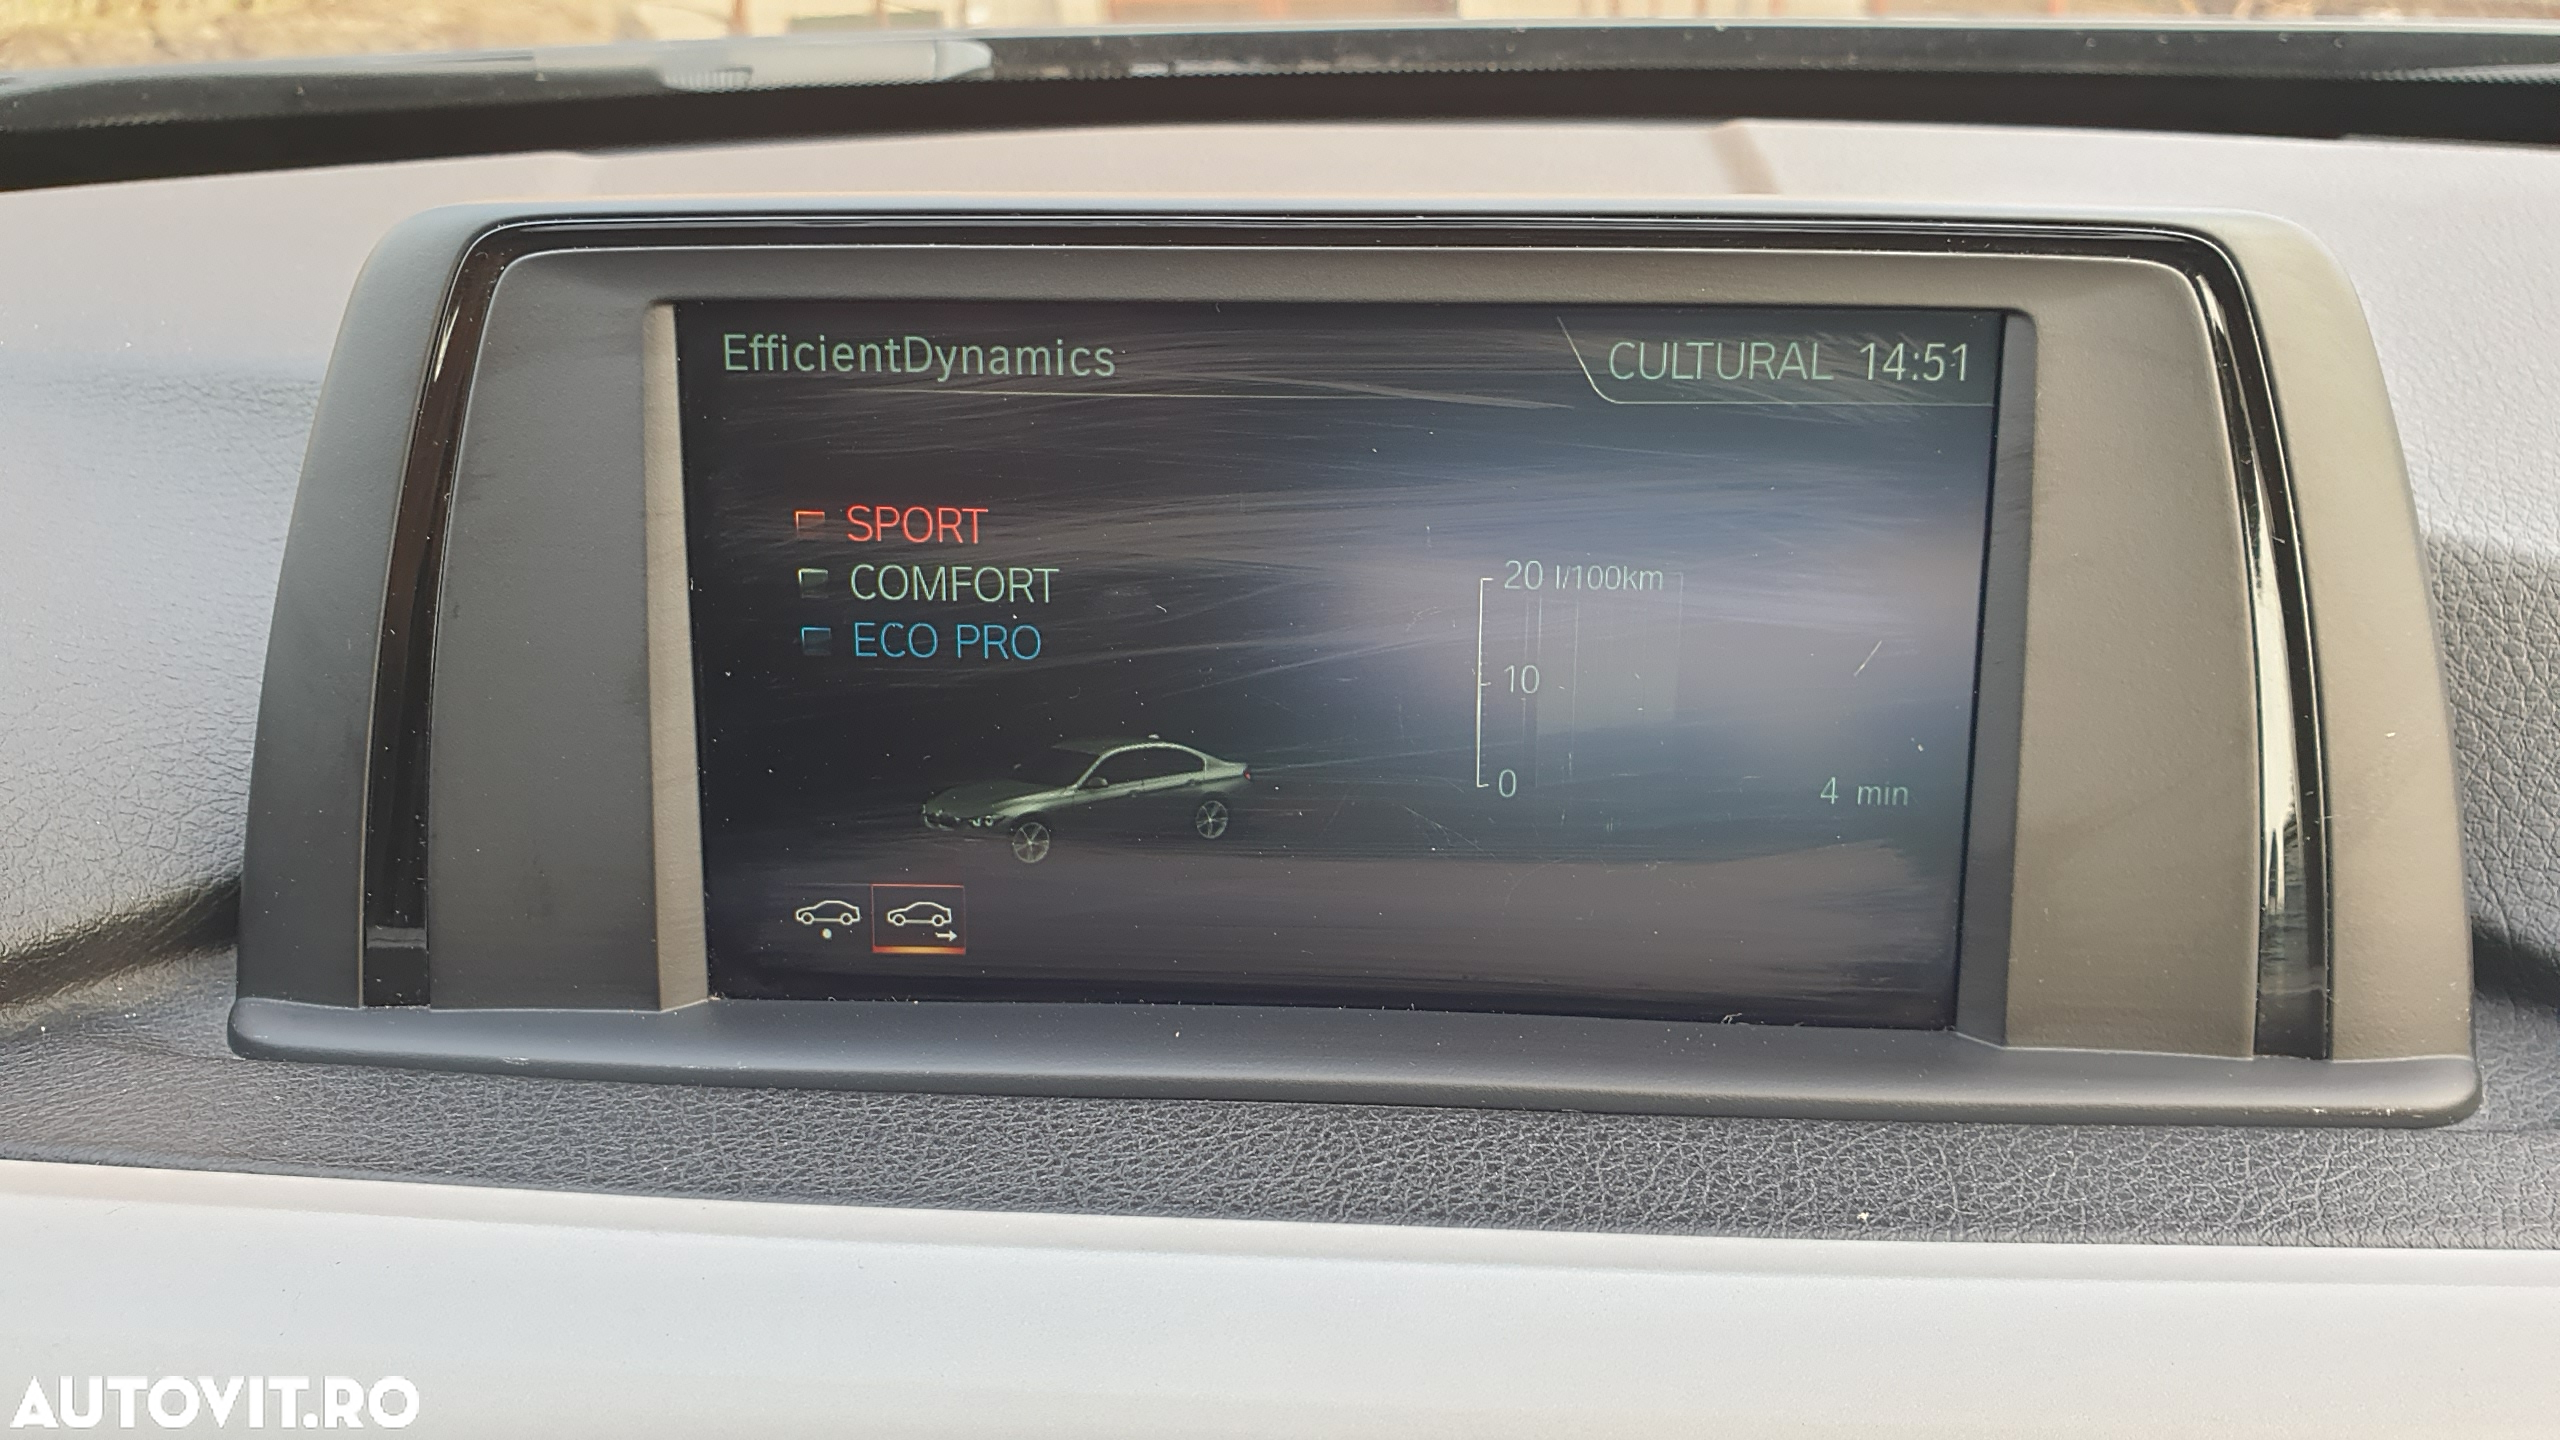 EfficientDynamics
CULTURAL 14:51
SPORT
COMFORT
ECO PRO
20 l/100km
10
0
4 min
AUTOVIT.RO